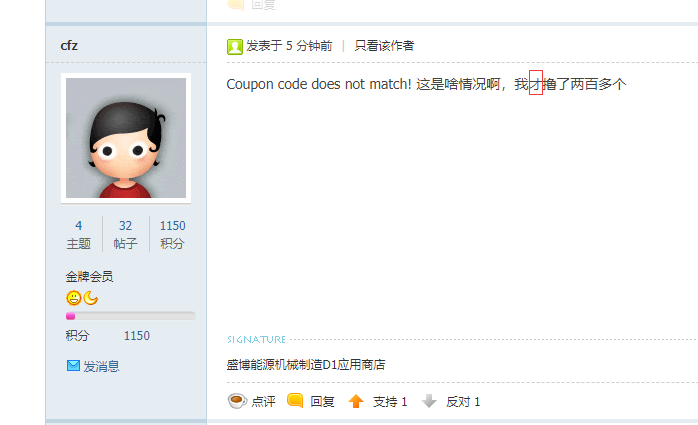 回复
cfz
发表于 5 分钟前 | 只看该作者
Coupon code does not match! 这是啥情况啊，我才撸了两百多个
4 32 1150
主题 帖子 积分
金牌会员
积分 1150
发消息
SIGNATURE
盛博能源机械制造D1应用商店
点评 回复 支持 1 反对 1